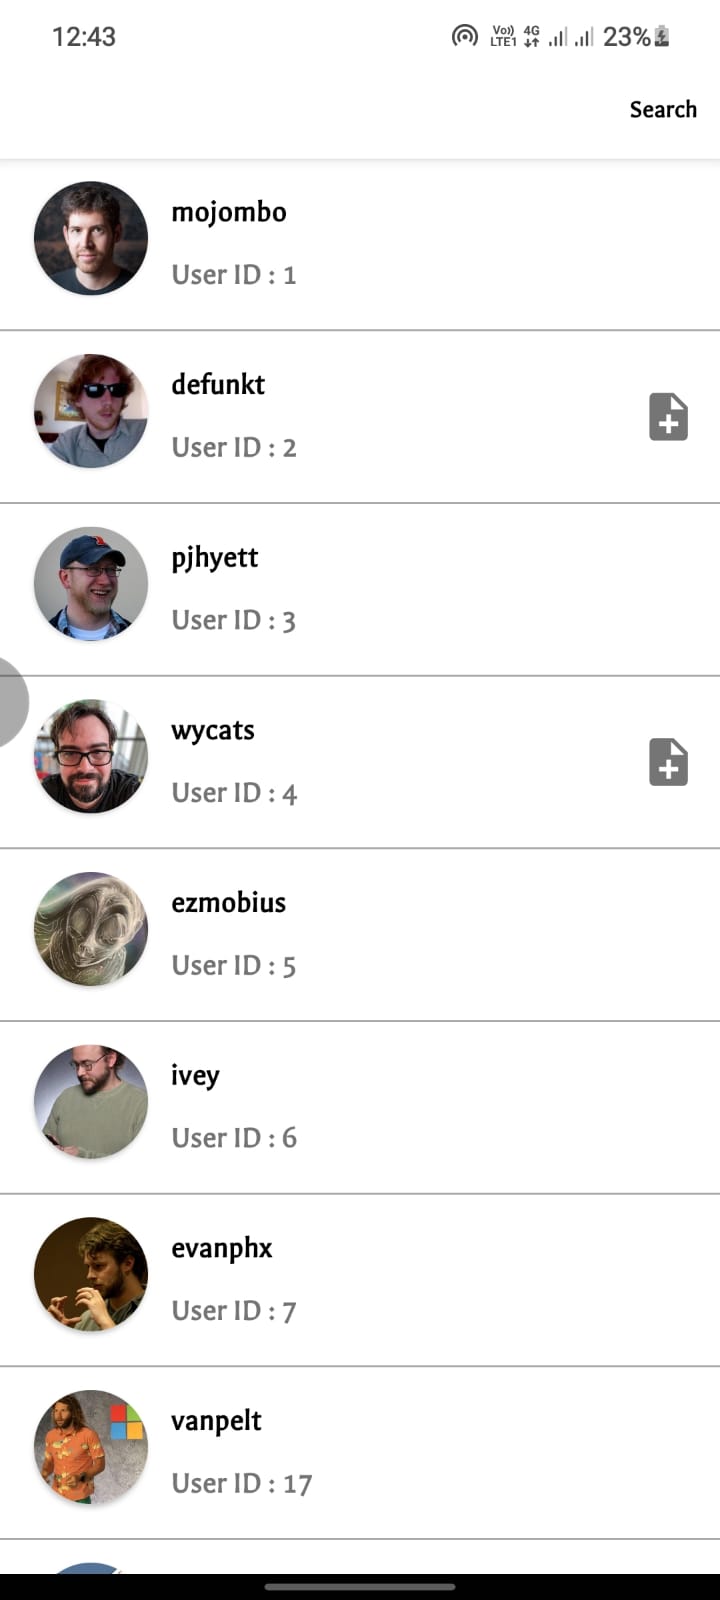 12:43
Vo)) LTE1 4G 23%
Search
mojombo
User ID : 1
defunkt
User ID : 2
pjhyett
User ID : 3
wycats
User ID : 4
ezmobius
User ID : 5
ivey
User ID : 6
evanphx
User ID : 7
vanpelt
User ID : 17